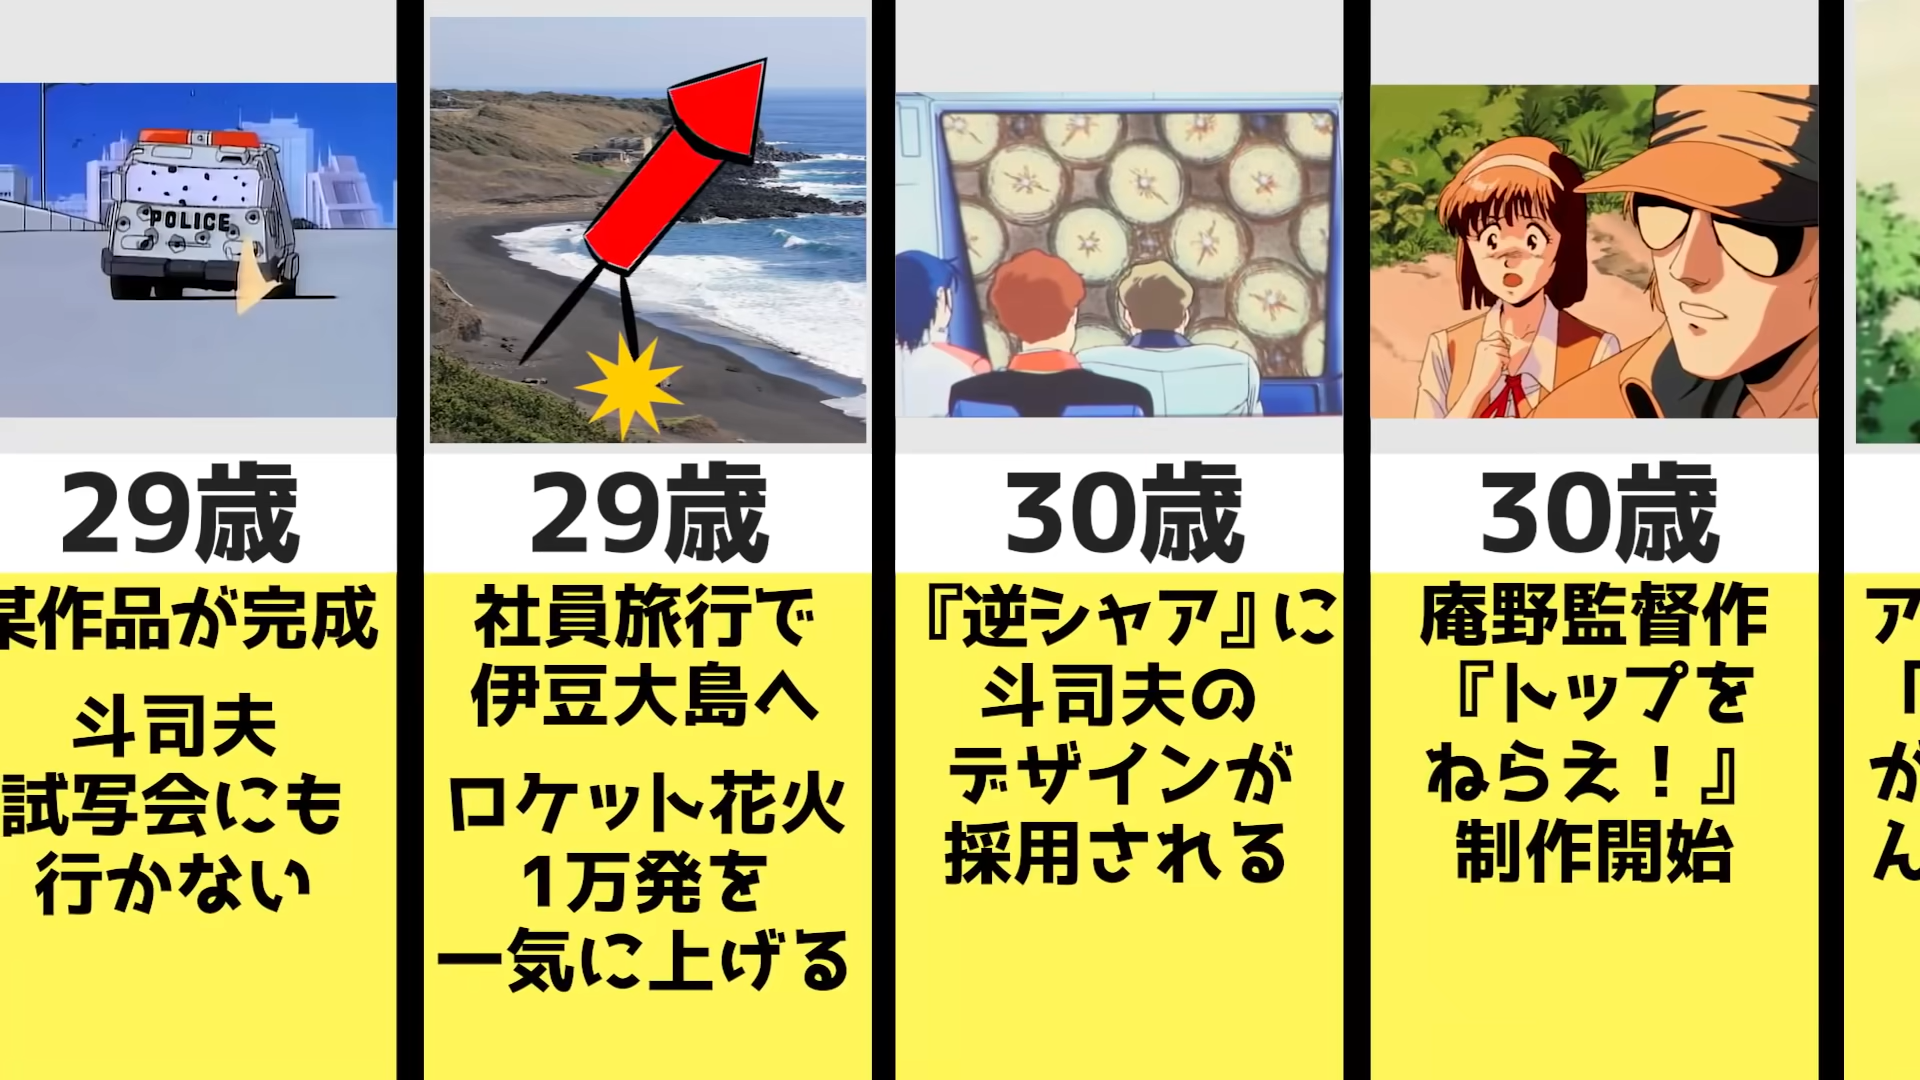 POLICE
29歳
某作品が完成
斗司夫
試写会にも
行かない
29歳
社員旅行で
伊豆大島へ
ロケット花火
1万発を
一気に上げる
30歳
『逆シャア』に
斗司夫の
デザインが
採用される
30歳
庵野監督作
『トップを
ねらえ！』
制作開始
ア
「
が
ん